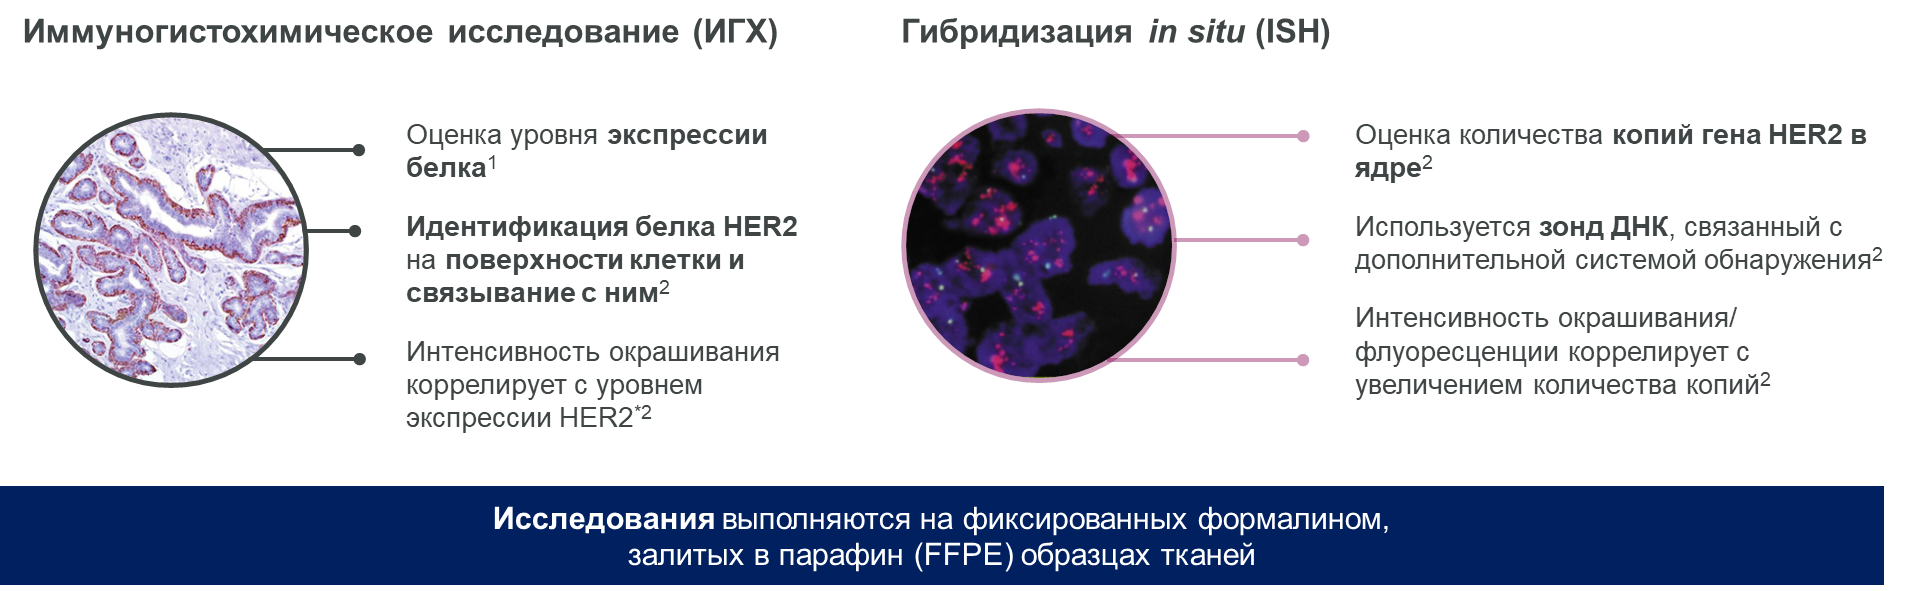 Иммуногистохимическое исследование (ИГХ)
Оценка уровня экспрессии
белка1
Идентификация белка HER2
на поверхности клетки и
связывание с ним2
Интенсивность окрашивания
коррелирует с уровнем
экспрессии HER2*2
Гибридизация in situ (ISH)
Оценка количества копий гена HER2 в
ядре2
Используется зонд ДНК, связанный с
дополнительной системой обнаружения2
Интенсивность окрашивания/
флуоресценции коррелирует с
увеличением количества копий2
Исследования выполняются на фиксированных формалином,
залитых в парафин (FFPE) образцах тканей